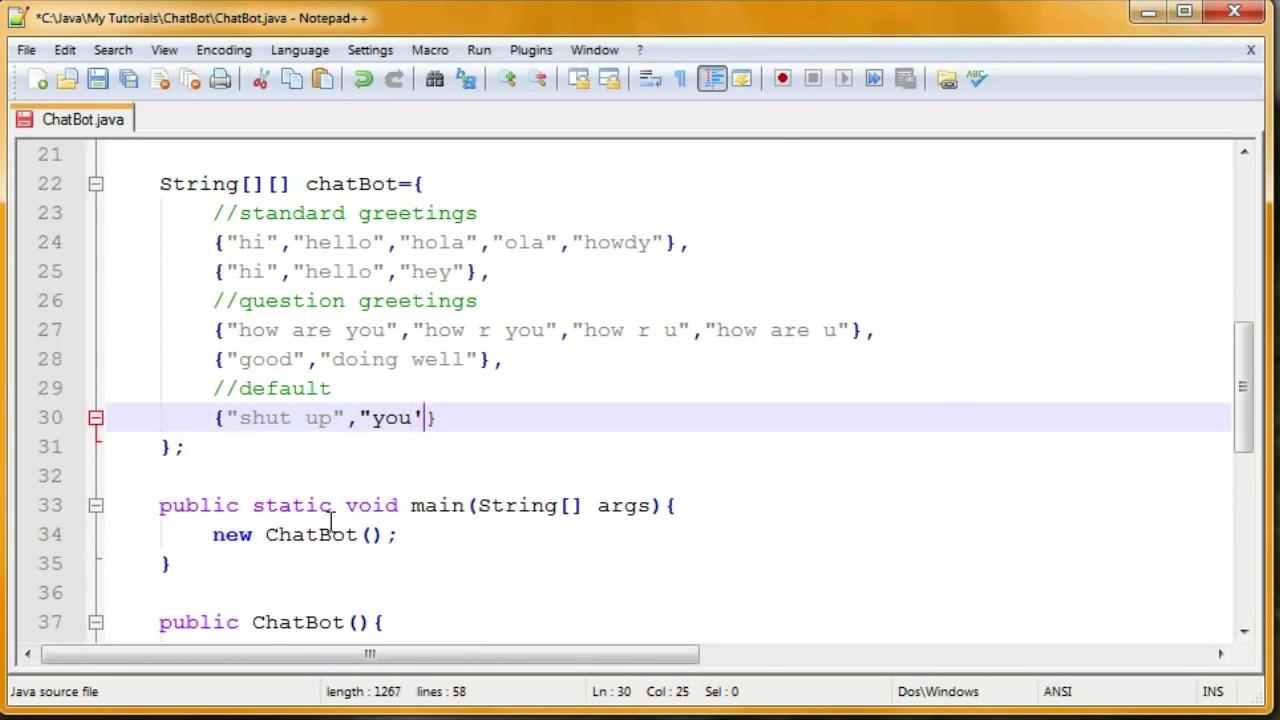 *C:\Java\My Tutorials\ChatBot\ChatBot.java - Notepad++
File Edit Search View Encoding Language Settings Macro Run Plugins Window ? X
ABC
ChatBot.java
21
22 String[][] chatBot={
23 //standard greetings
24 {"hi","hello","hola","ola","howdy"},
25 {"hi","hello","hey"},
26 //question greetings
27 {"how are you","how r you","how r u","how are u"},
28 {"good","doing well"},
29 //default
30 {"shut up","you'}
31 };
32
33 public static void main(String[] args){
34 new ChatBot();
35 }
36
37 public ChatBot(){
Java source file length : 1267 lines : 58 Ln : 30 Col : 25 Sel : 0 Dos\Windows ANSI INS